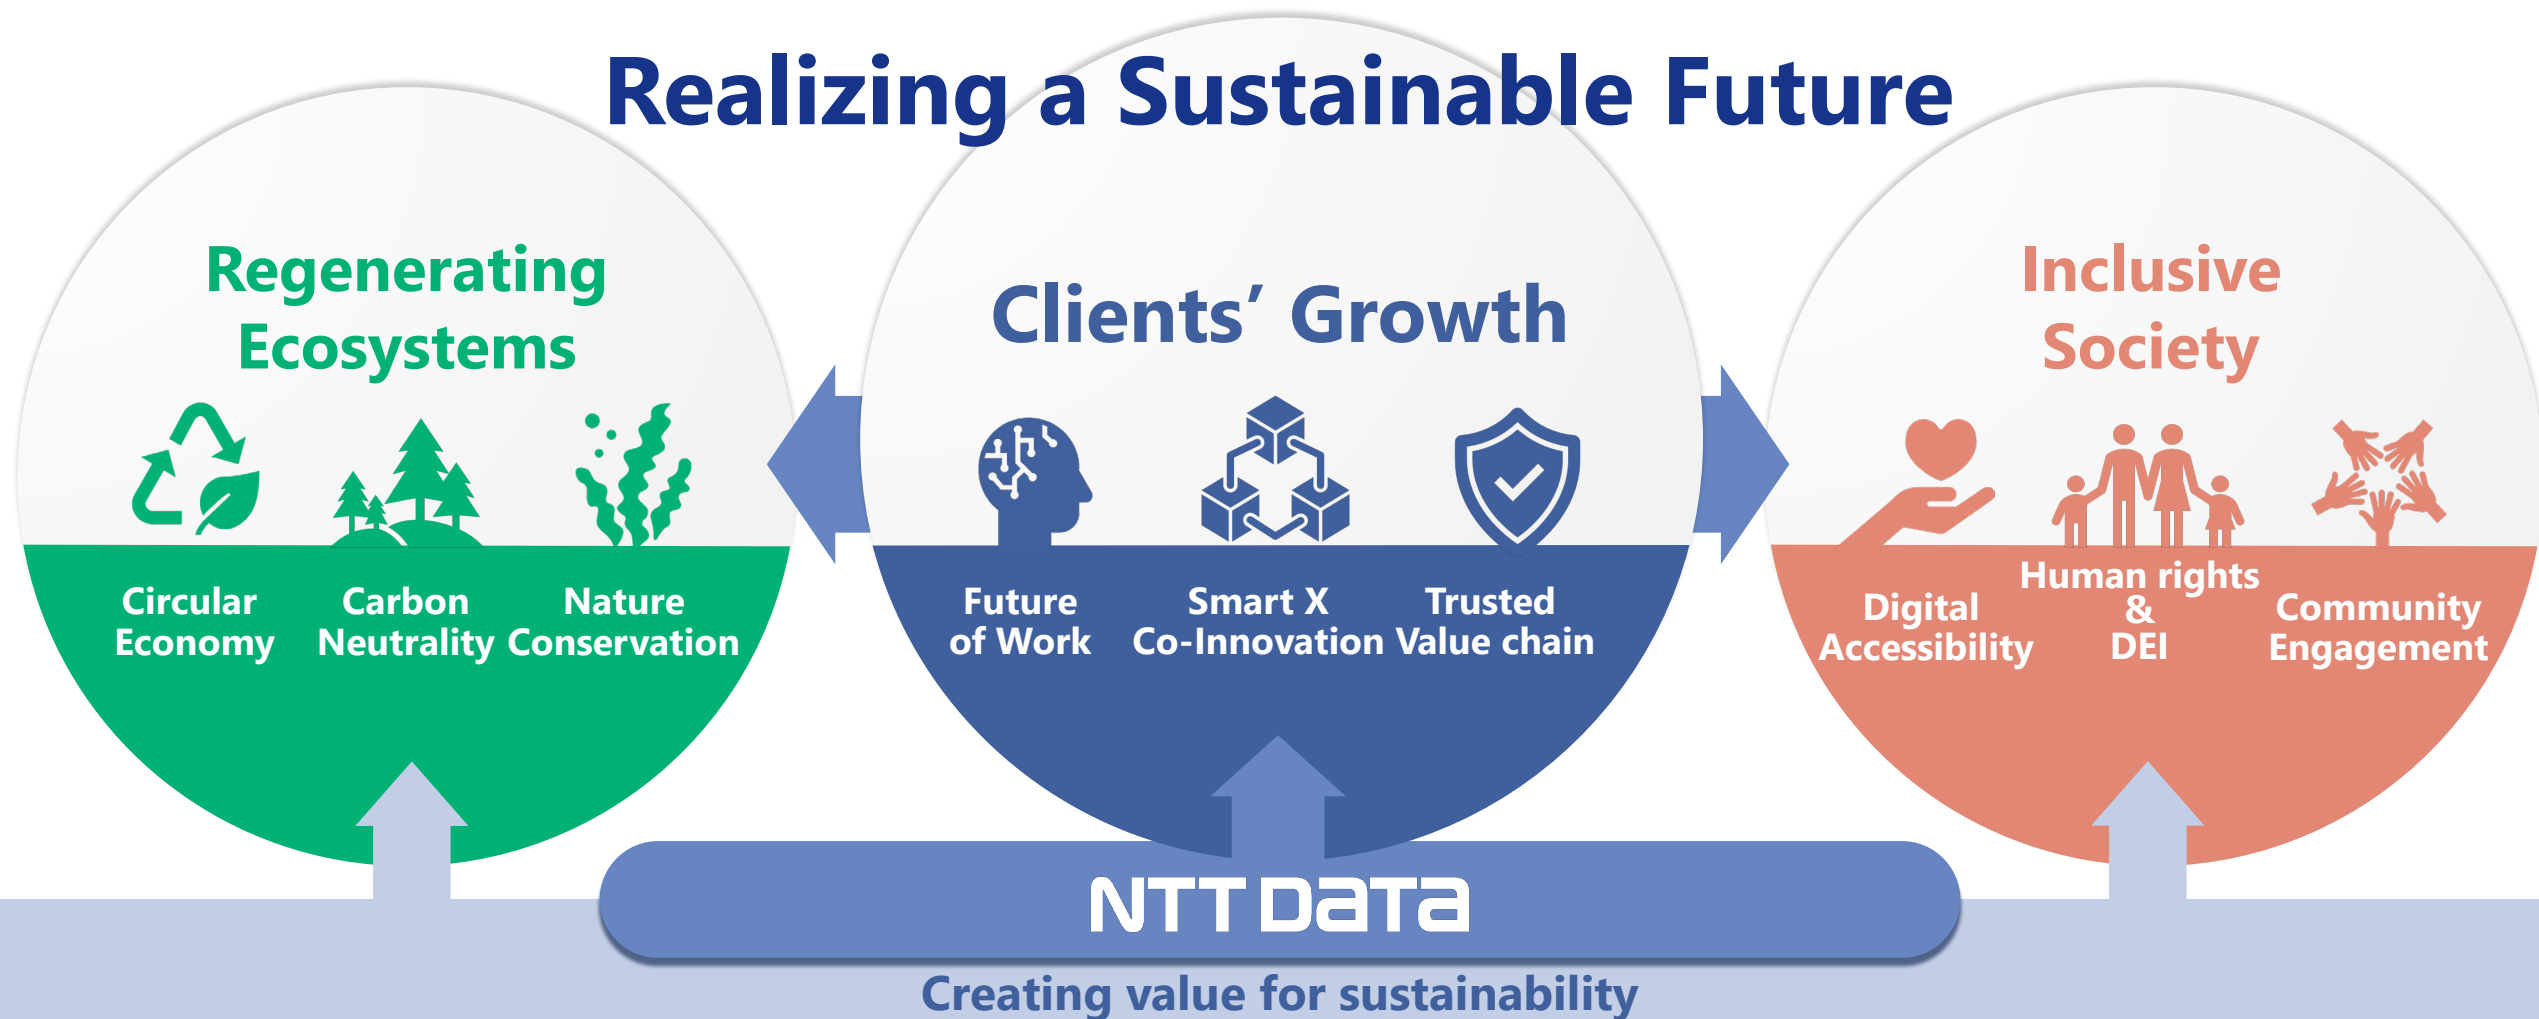 Realizing a Sustainable Future
Regenerating
Ecosystems
Circular
Economy
Carbon
Neutrality
Nature
Conservation
Clients’ Growth
Future
of Work
Smart X
Co-Innovation
Trusted
Value chain
Inclusive
Society
Digital
Accessibility
Human rights
&
DEI
Community
Engagement
NTT DATA
Creating value for sustainability